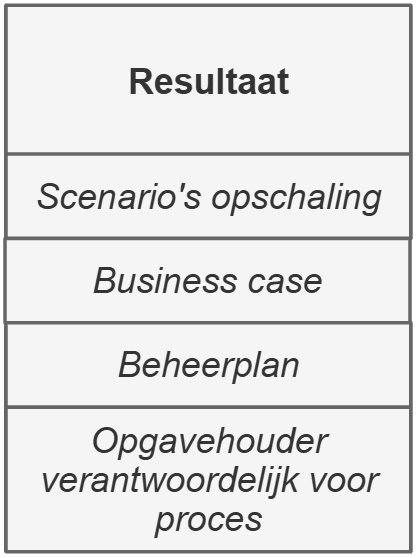 Resultaat
Scenario's opschaling
Business case
Beheerplan
Opgavehouder
verantwoordelijk voor
proces